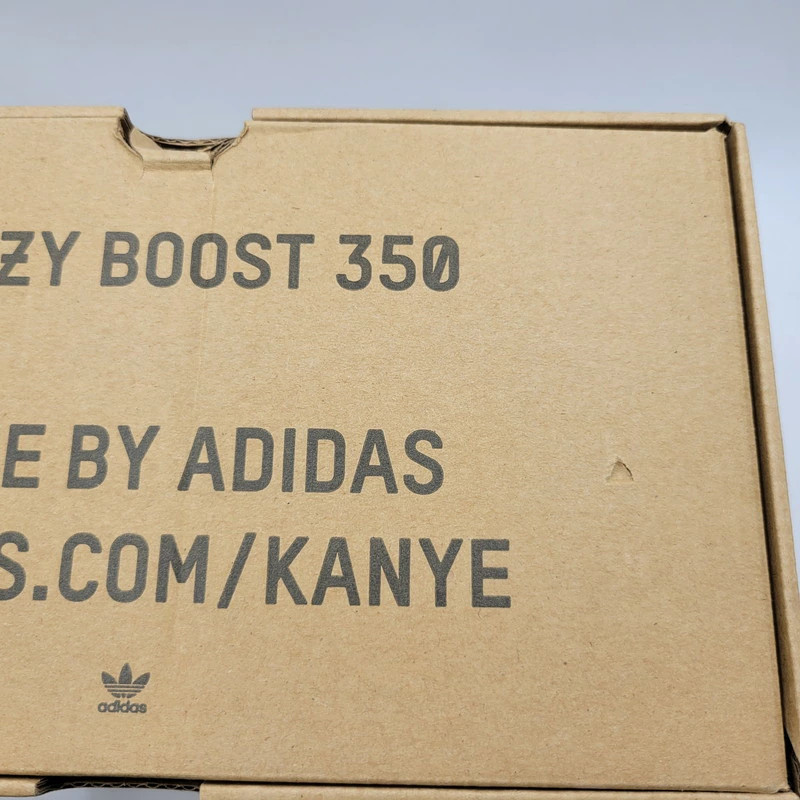 ZY BOOST 350
E BY ADIDAS
S.COM/KANYE
adidas